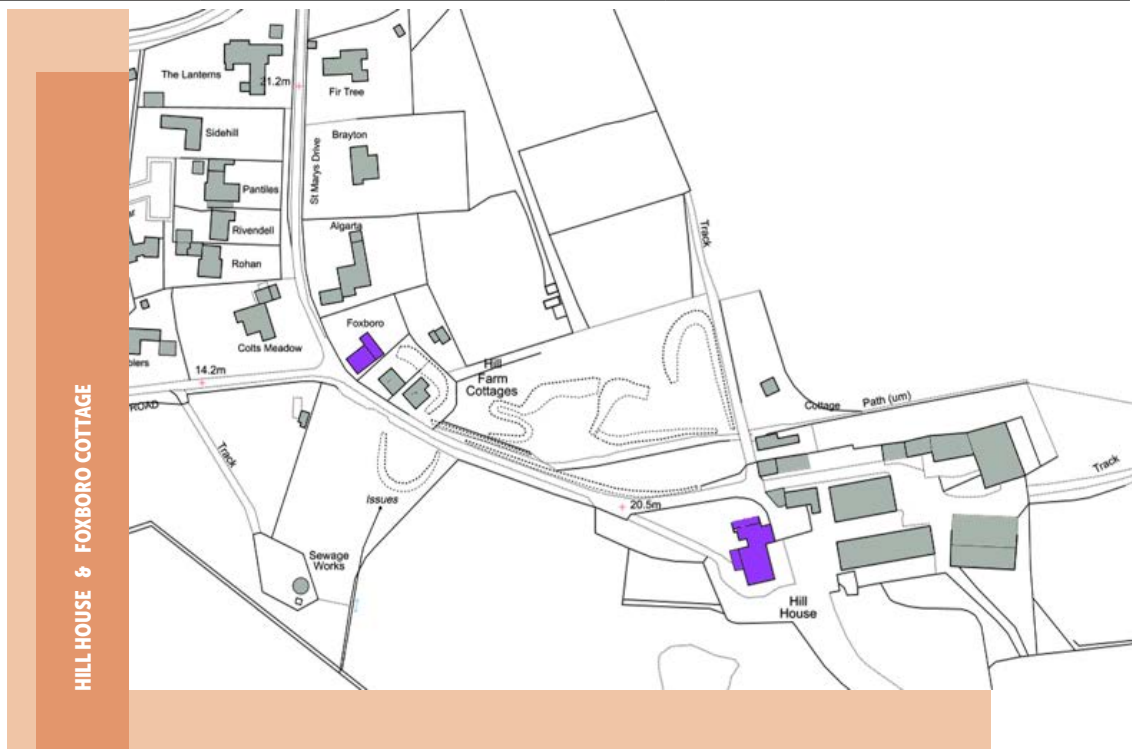 HILL HOUSE & FOXBORO COTTAGE
The Lanterns
21.2m
Fir Tree
Sidehill
Brayton
St Marys Drive
Pantiles
Rivendell
Algarta
Rohan
Track
Foxboro
Colts Meadow
14.2m
ROAD
Hill
Farm
Cottages
Cottage
Path (um)
Track
Track
Issues
20.5m
Sewage
Works
Hill
House